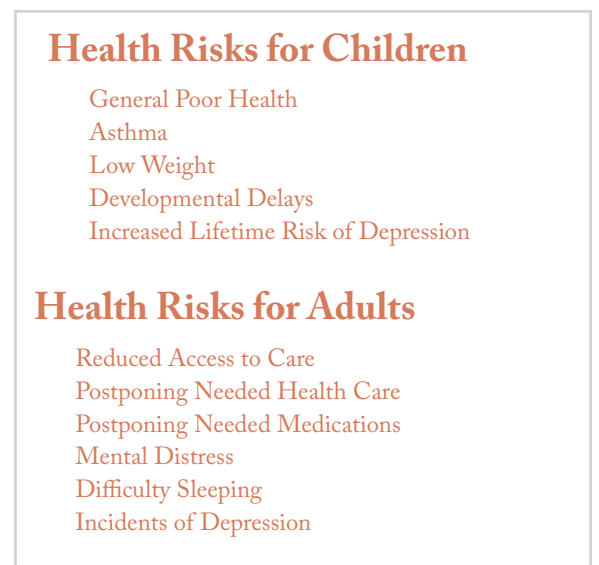 Health Risks for Children
General Poor Health
Asthma
Low Weight
Developmental Delays
Increased Lifetime Risk of Depression
Health Risks for Adults
Reduced Access to Care
Postponing Needed Health Care
Postponing Needed Medications
Mental Distress
Difficulty Sleeping
Incidents of Depression